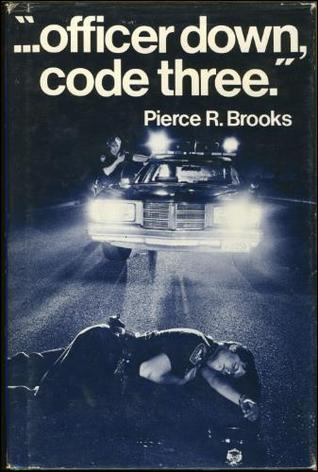 "...officer down,
code three."
Pierce R. Brooks